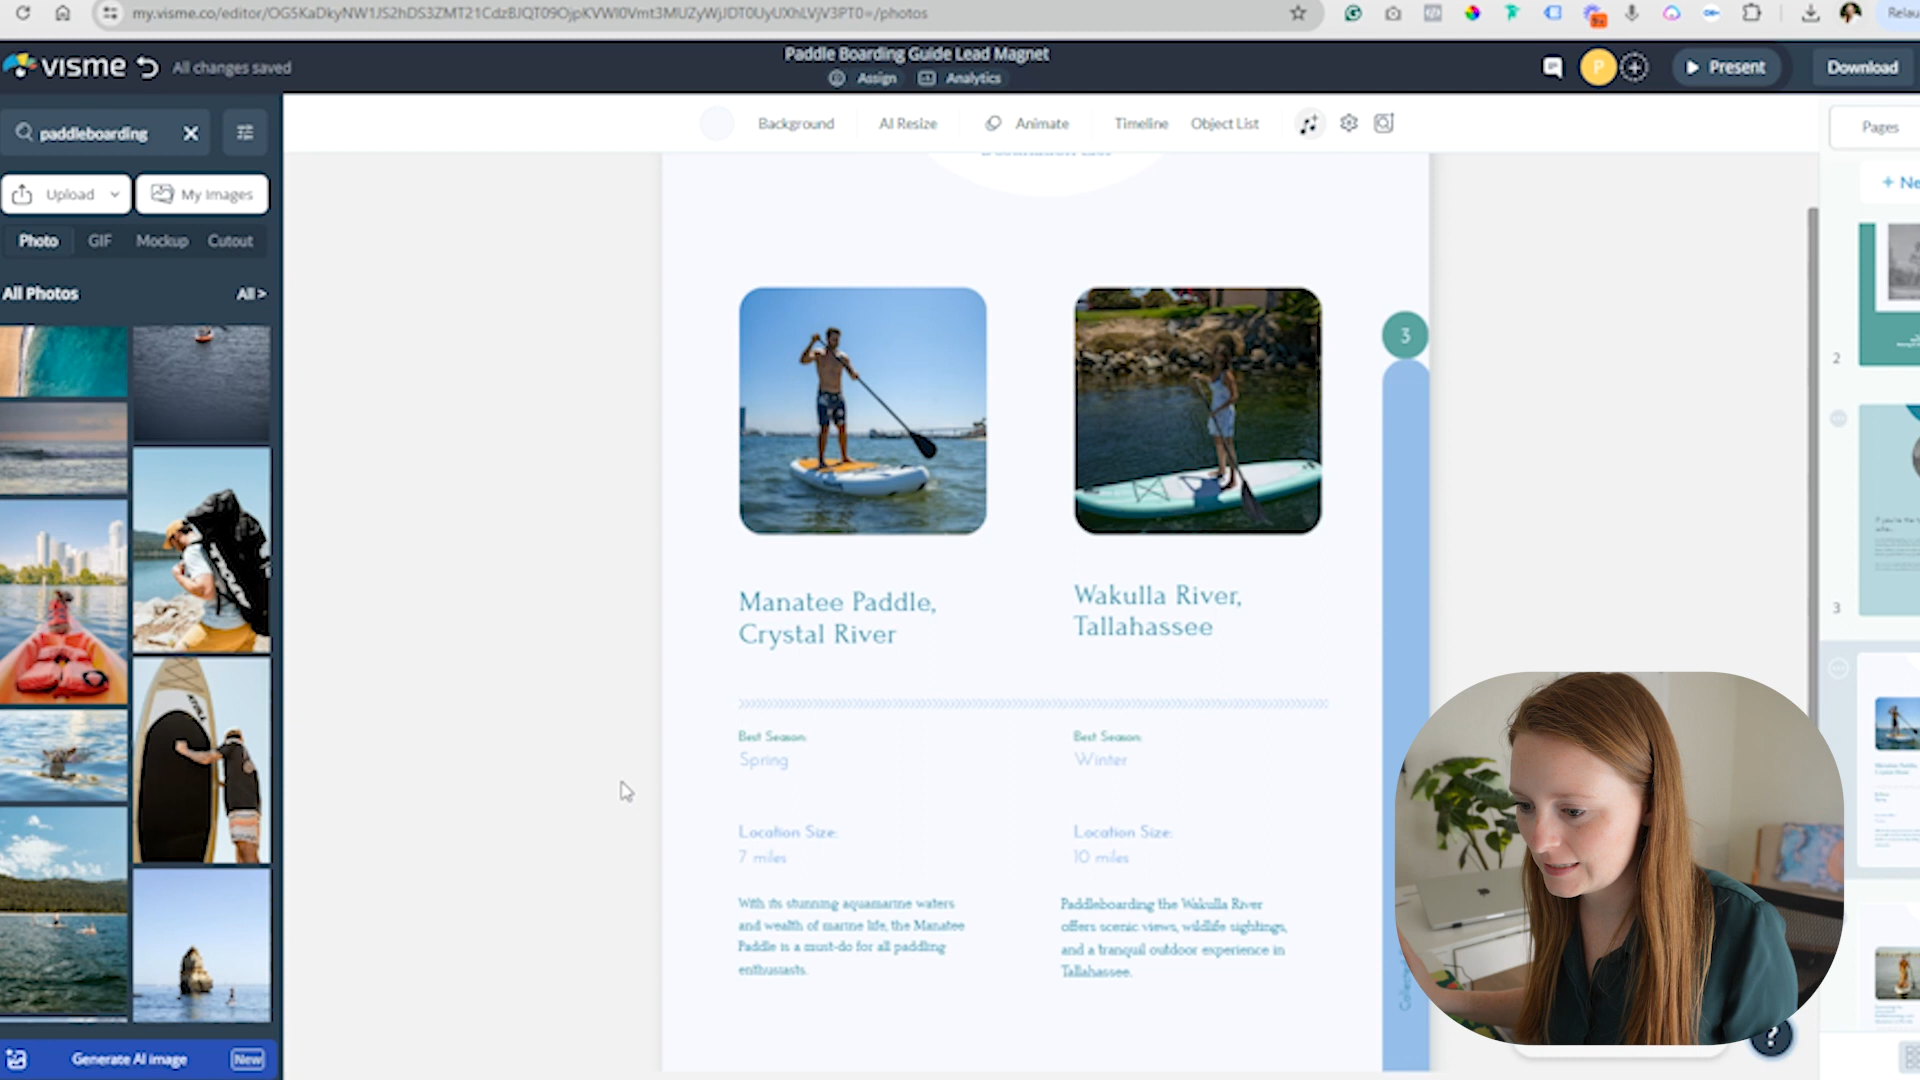 my.visme.co/editor/OG5KaDkyNW1JS2hDS3ZMT21CdzBJQT09OjpKVWl0Vmt3MUZyWjJDT0UyUXhLVjV3PT0=/photos
Relau
visme
All changes saved
Paddle Boarding Guide Lead Magnet
Assign
Analytics
P
Present
Download
paddleboarding
Background
AI Resize
Animate
Timeline
Object List
Pages
Upload
My Images
+ Ne
Photo
GIF
Mockup
Cutout
All Photos
All >
3
2
3
Manatee Paddle,
Crystal River
Wakulla River,
Tallahassee
Best Season:
Spring
Best Season:
Winter
Location Size:
7 miles
Location Size:
10 miles
With its stunning aquamarine waters
and wealth of marine life, the Manatee
Paddle is a must-do for all paddling
enthusiasts.
Paddleboarding the Wakulla River
offers scenic views, wildlife sightings,
and a tranquil outdoor experience in
Tallahassee.
Generate AI image
New
?